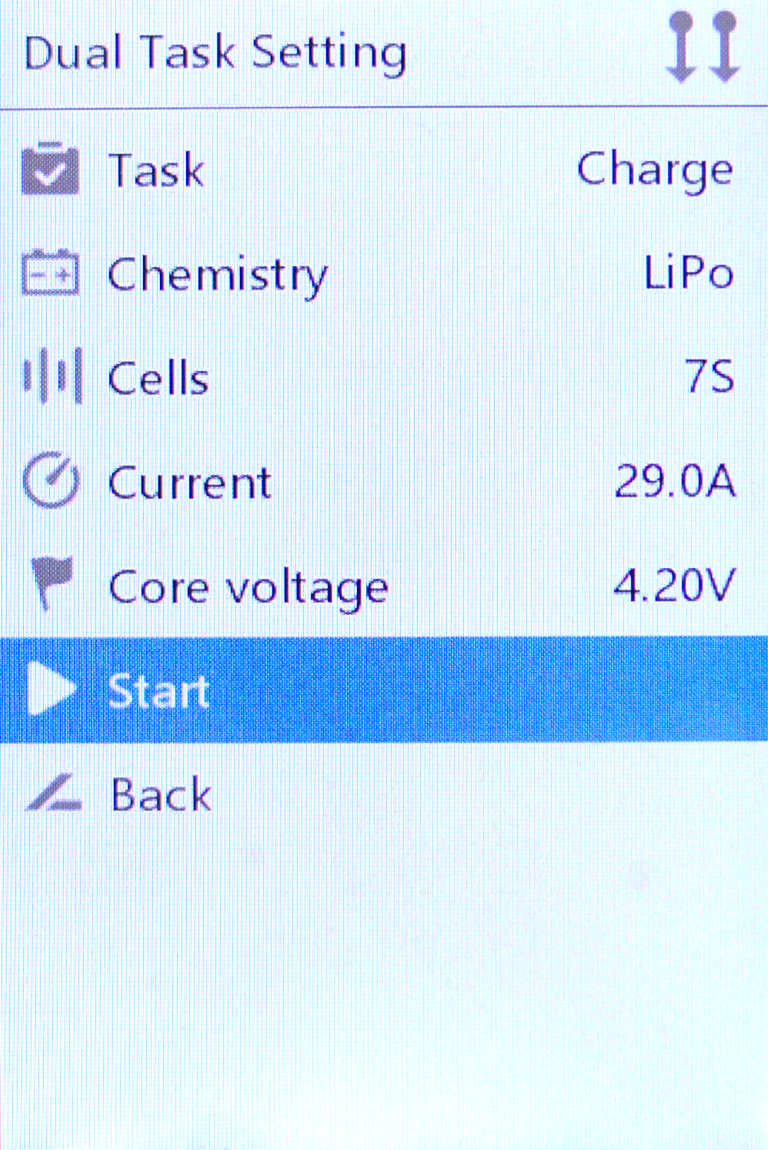 Dual Task Setting
Task Charge
Chemistry LiPo
Cells 7S
Current 29.0A
Core voltage 4.20V
Start
Back